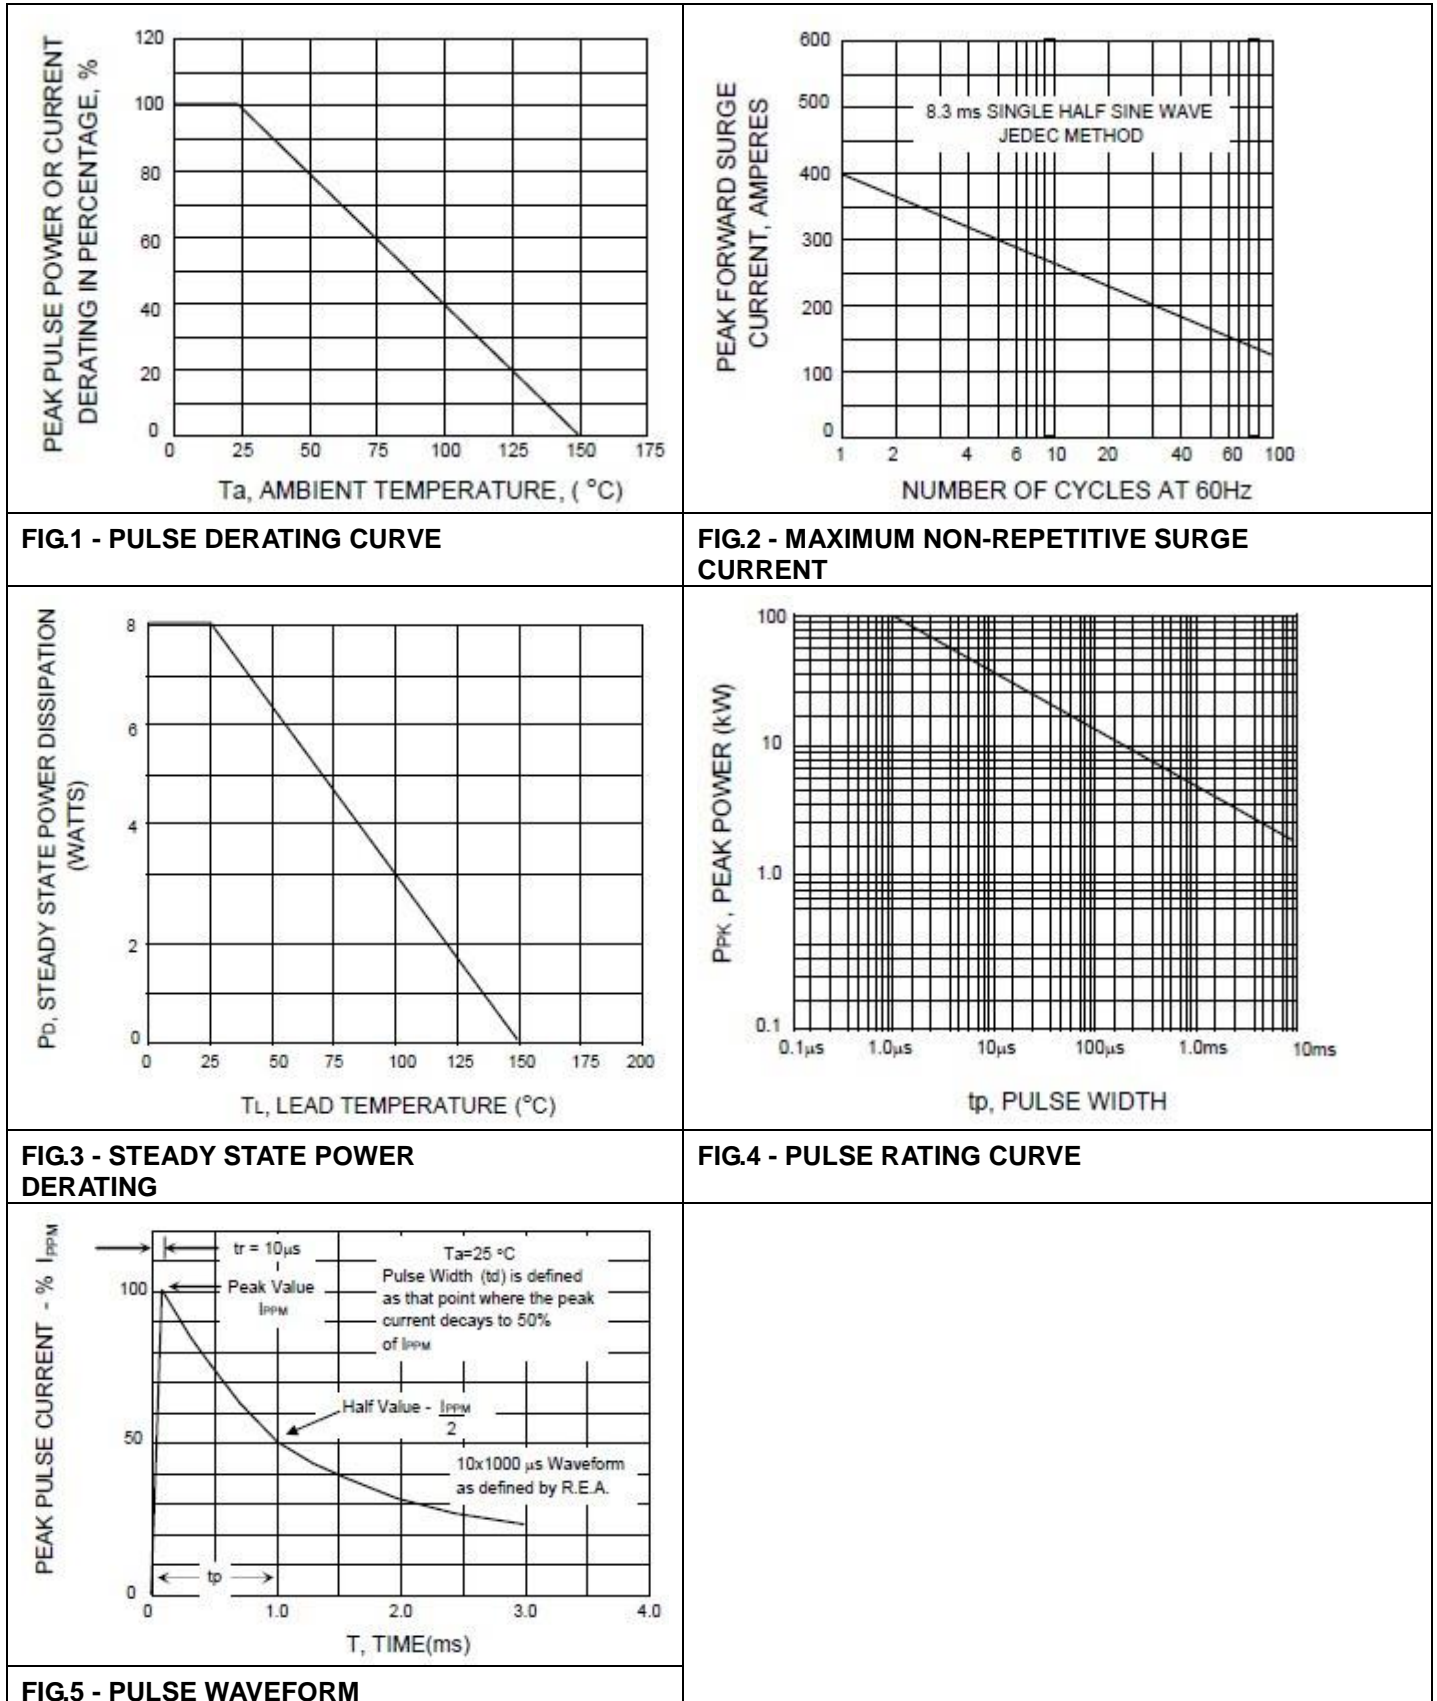 PEAK PULSE POWER OR CURRENT
DERATING IN PERCENTAGE, %
120
100
80
60
40
20
0
0 25 50 75 100 125 150 175
Ta, AMBIENT TEMPERATURE, ( °C)
FIG.1 - PULSE DERATING CURVE
PEAK FORWARD SURGE
CURRENT, AMPERES
600
500
400
300
200
100
0
8.3 ms SINGLE HALF SINE WAVE
JEDEC METHOD
1 2 4 6 10 20 40 60 100
NUMBER OF CYCLES AT 60Hz
FIG.2 - MAXIMUM NON-REPETITIVE SURGE
CURRENT
PD, STEADY STATE POWER DISSIPATION
(WATTS)
8
6
4
2
0
0 25 50 75 100 125 150 175 200
TL, LEAD TEMPERATURE (°C)
FIG.3 - STEADY STATE POWER
DERATING
PPK , PEAK POWER (kW)
100
10
1.0
0.1
0.1μs 1.0μs 10μs 100μs 1.0ms 10ms
tp, PULSE WIDTH
FIG.4 - PULSE RATING CURVE
PEAK PULSE CURRENT - % IPPM
100
50
0
tr = 10μs
Peak Value
IPPM
Ta=25 °C
Pulse Width (td) is defined
as that point where the peak
current decays to 50%
of IPPM
Half Value - IPPM
2
10x1000 μs Waveform
as defined by R.E.A.
tp
0 1.0 2.0 3.0 4.0
T, TIME(ms)
FIG.5 - PULSE WAVEFORM